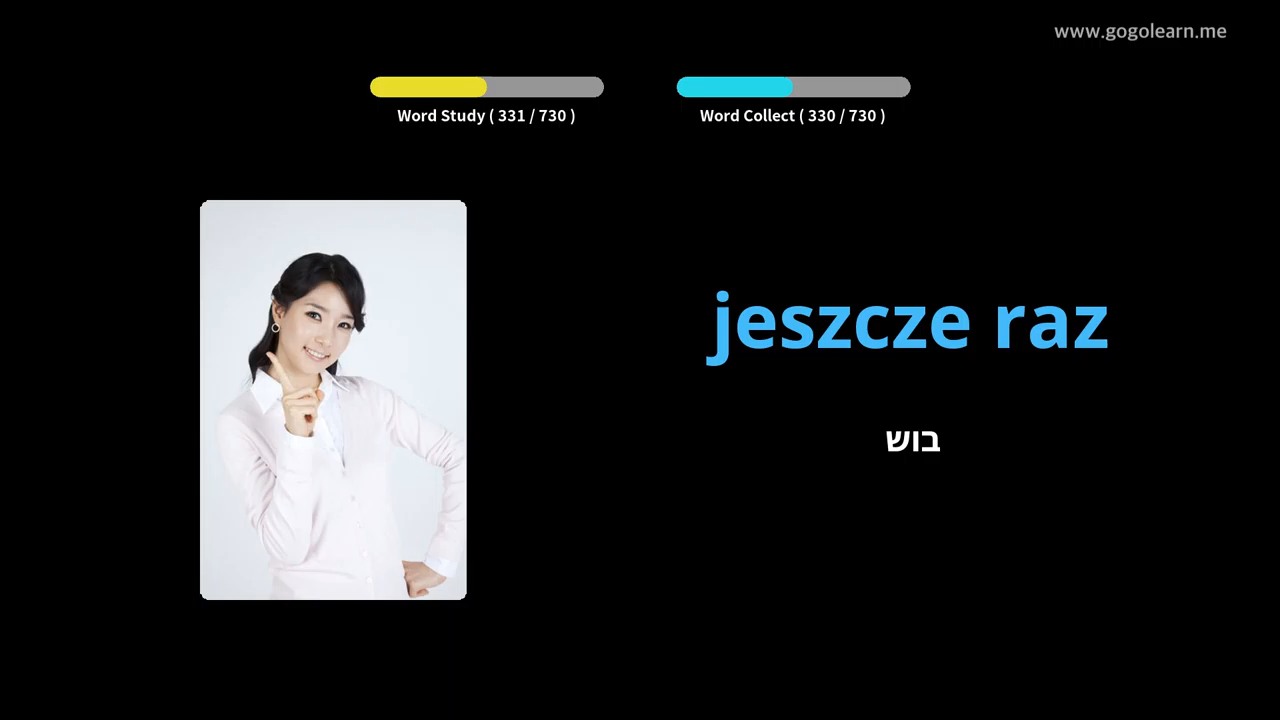 www.gogolearn.me
Word Study ( 331 / 730 )
Word Collect ( 330 / 730 )
jeszcze raz
בוש